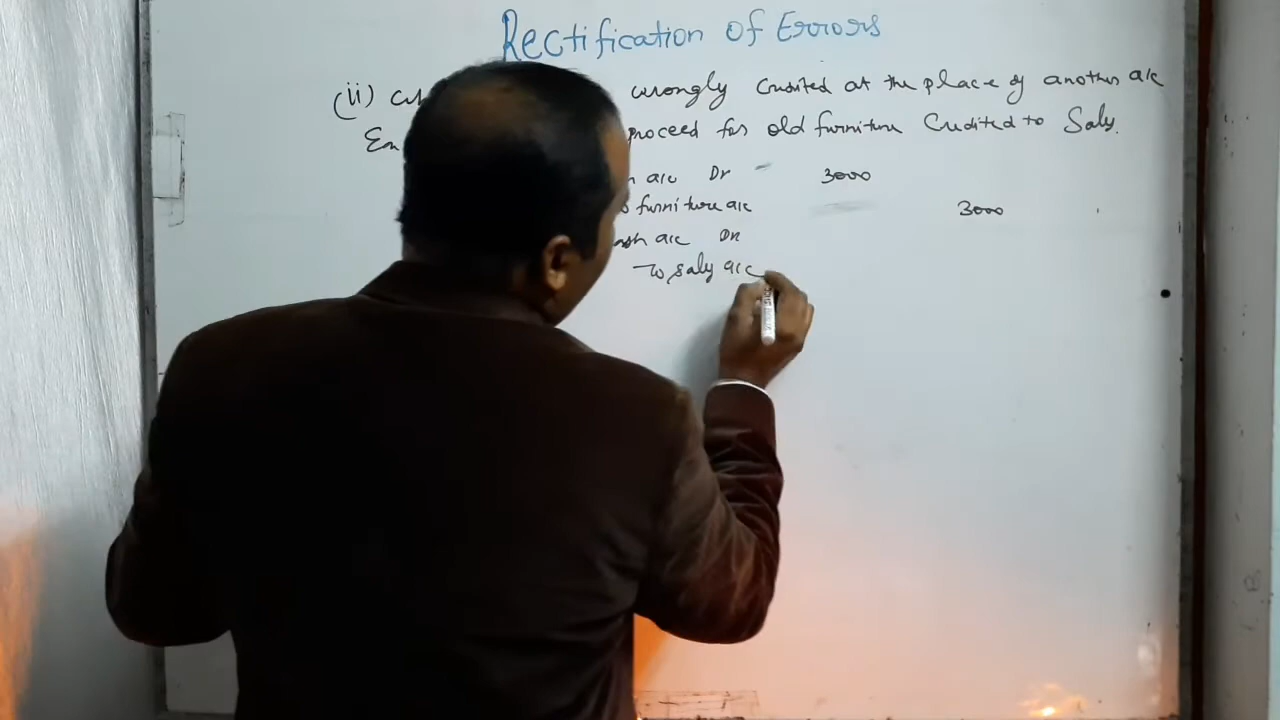 Rectification of Errors
(ii) wrongly Credited at the place of another a/c
proceed for old furniture Credited to Saly.
a/c Dr 3000
furniture a/c 3000
a/c Dr
To saly a/c